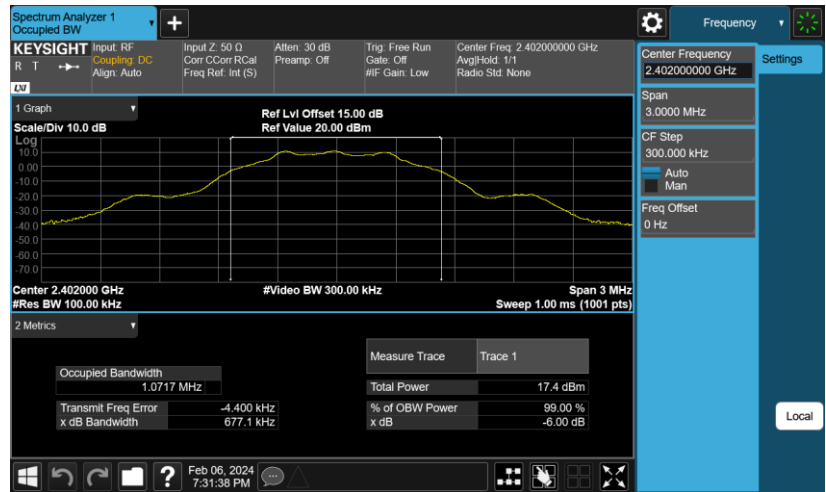 Spectrum Analyzer 1
Occupied BW
Frequency
KEYSIGHT
R T
LXI
Input: RF
Coupling: DC
Align: Auto
Input Z: 50 Ω
Corr CCorr RCal
Freq Ref: Int (S)
Atten: 30 dB
Preamp: Off
Trig: Free Run
Gate: Off
#IF Gain: Low
Center Freq: 2.402000000 GHz
Avg|Hold: 1/1
Radio Std: None
Center Frequency
2.402000000 GHz
Settings
Span
3.0000 MHz
CF Step
300.000 kHz
Auto
Man
Freq Offset
0 Hz
1 Graph
Scale/Div 10.0 dB
Ref Lvl Offset 15.00 dB
Ref Value 20.00 dBm
Log
10.0
0.00
-10.0
-20.0
-30.0
-40.0
-50.0
-60.0
-70.0
Center 2.402000 GHz
#Res BW 100.00 kHz
#Video BW 300.00 kHz
Span 3 MHz
Sweep 1.00 ms (1001 pts)
2 Metrics
Measure Trace Trace 1
Occupied Bandwidth
1.0717 MHz
Total Power 17.4 dBm
Transmit Freq Error -4.400 kHz
% of OBW Power 99.00 %
x dB Bandwidth 677.1 kHz
x dB -6.00 dB
Local
?
Feb 06, 2024
7:31:38 PM